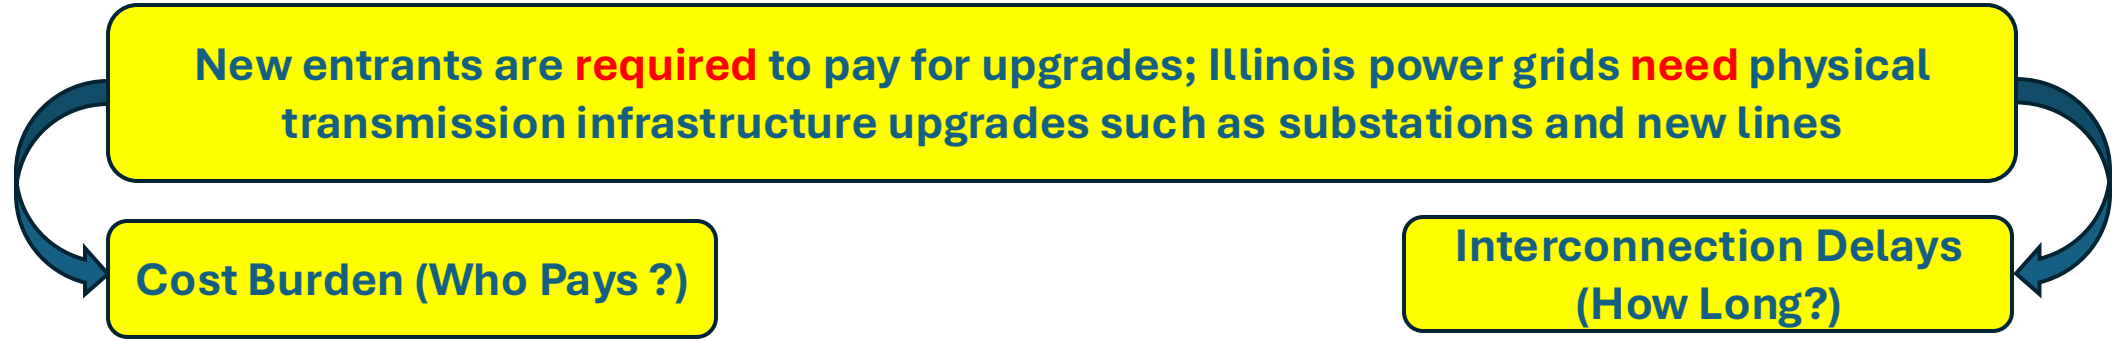 New entrants are required to pay for upgrades; Illinois power grids need physical
transmission infrastructure upgrades such as substations and new lines
Cost Burden (Who Pays ?)
Interconnection Delays
(How Long?)